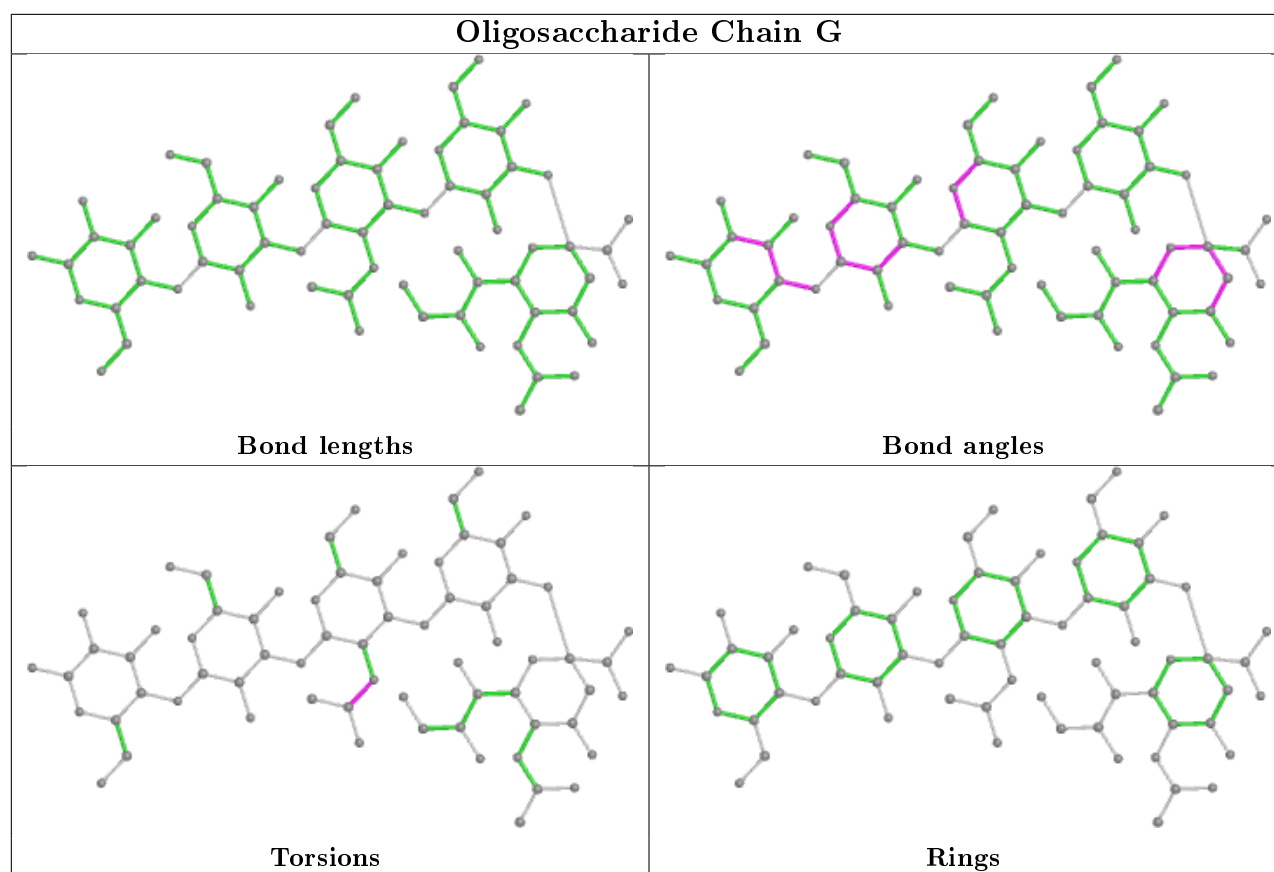 Oligosaccharide Chain G
Bond lengths
Bond angles
Torsions
Rings